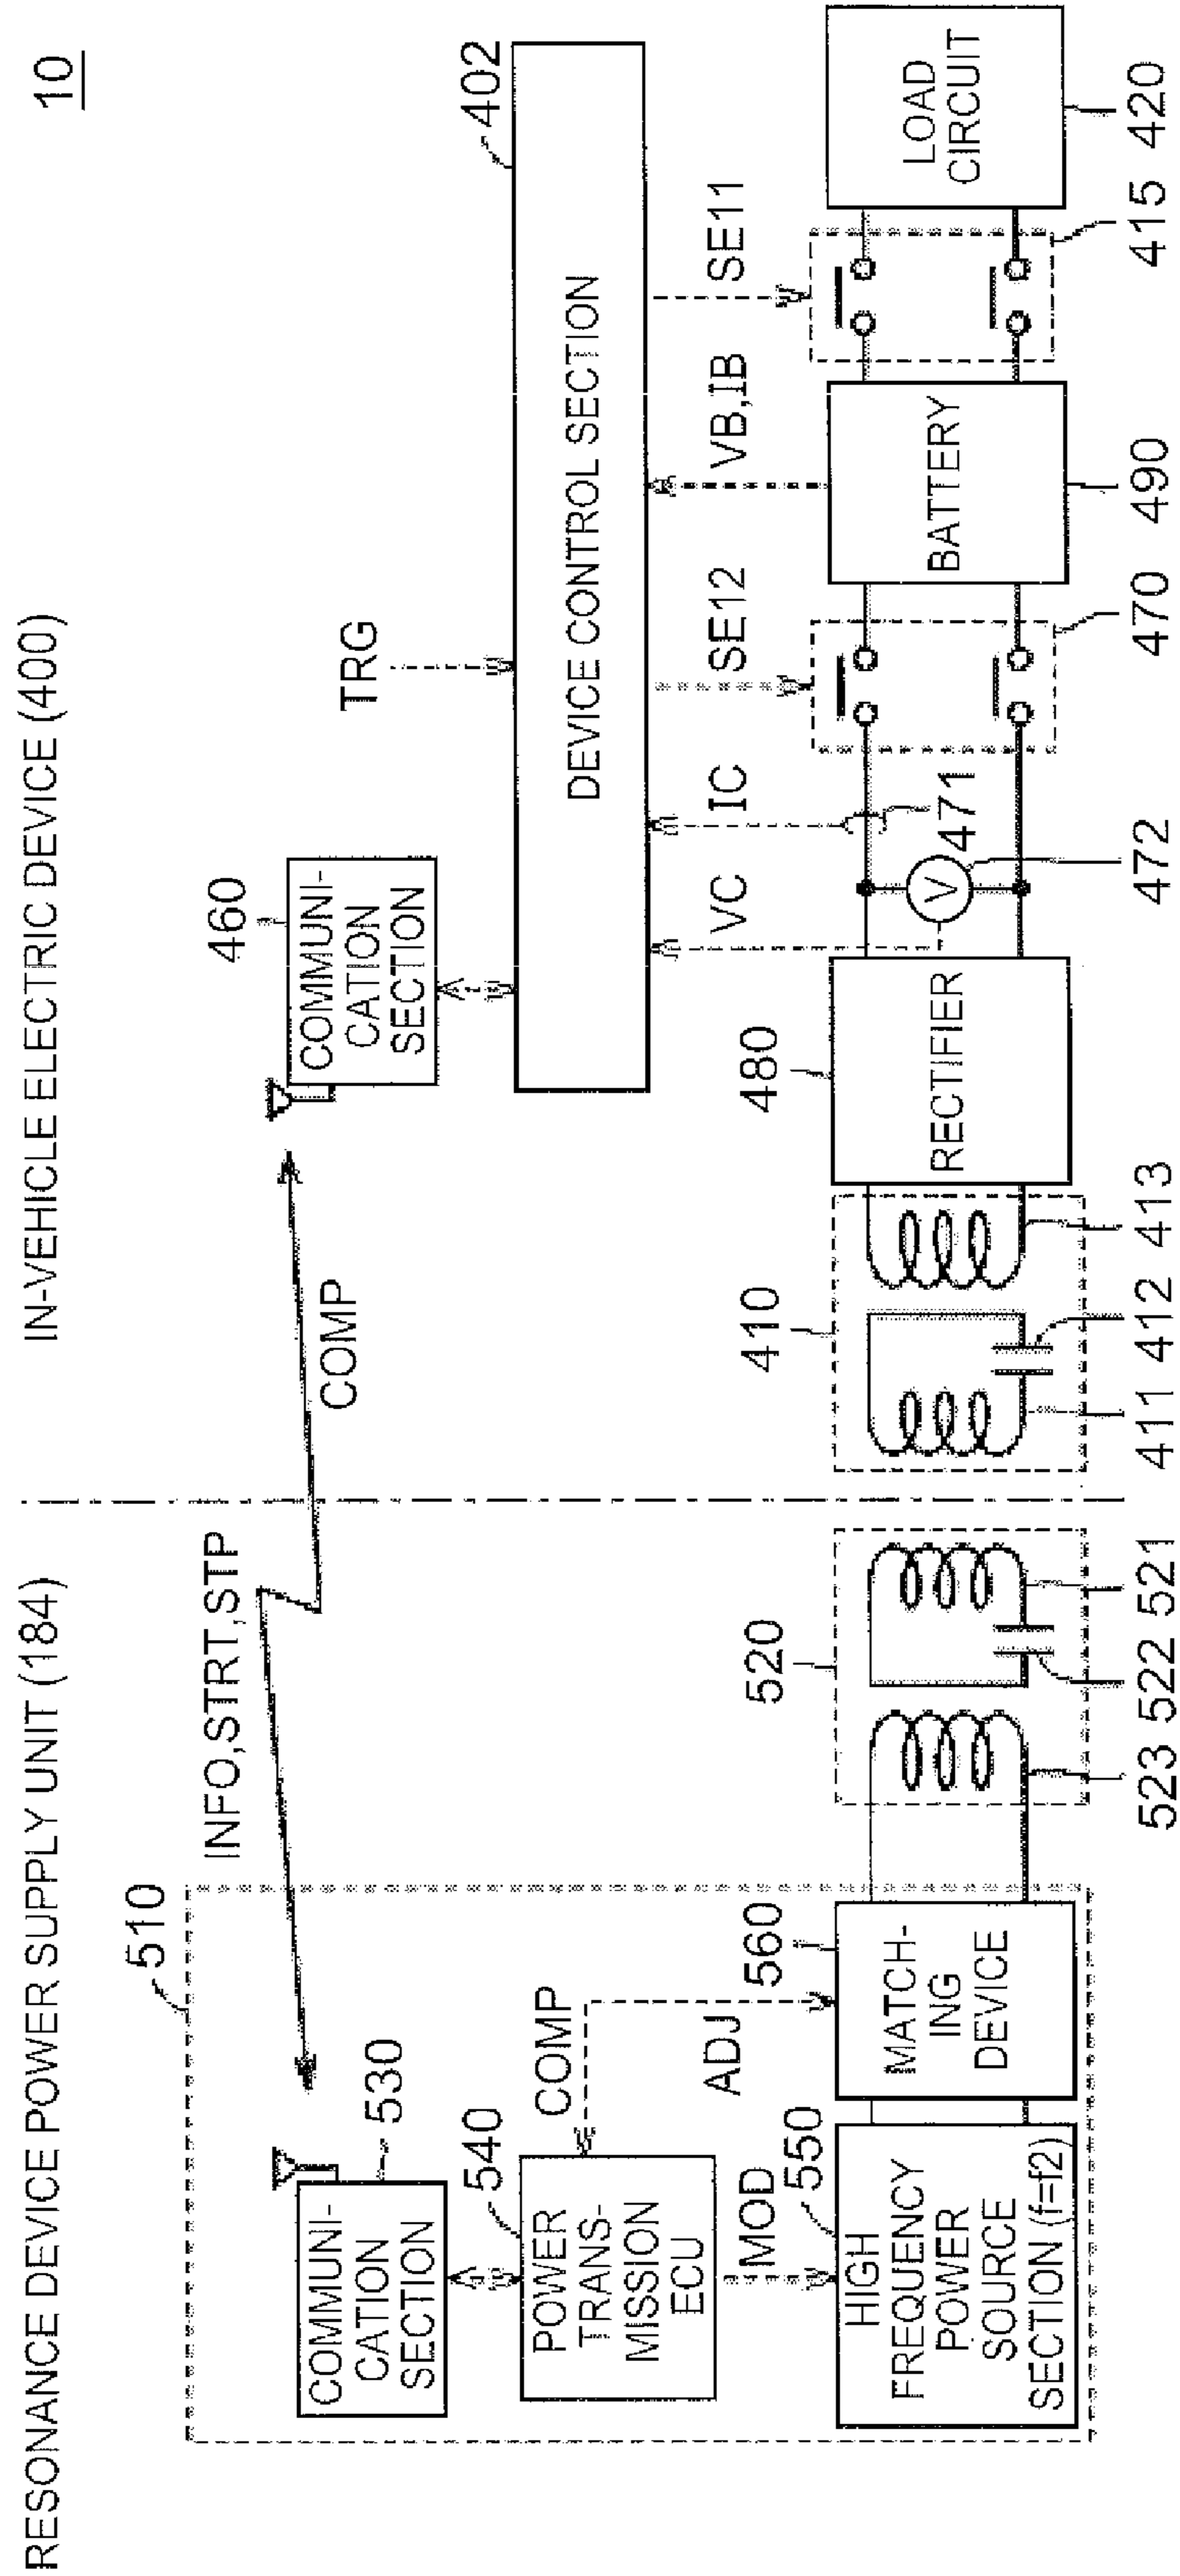 10
RESONANCE DEVICE POWER SUPPLY UNIT (184)
IN-VEHICLE ELECTRIC DEVICE (400)
510
INFO,STRT,STP
COMP
460
COMMUNI-
CATION
SECTION
TRG
402
DEVICE CONTROL SECTION
530
COMMUNI-
CATION
SECTION
540
POWER
TRANS-
MISSION
ECU
COMP
ADJ
MOD
550
HIGH
FREQUENCY
POWER
SOURCE
SECTION (f=f2)
560
MATCH-
ING
DEVICE
520
523
522
521
410
411
412
413
480
RECTIFIER
VC
IC
471
V
472
SE12
470
VB,IB
BATTERY
490
SE11
415
LOAD
CIRCUIT
420